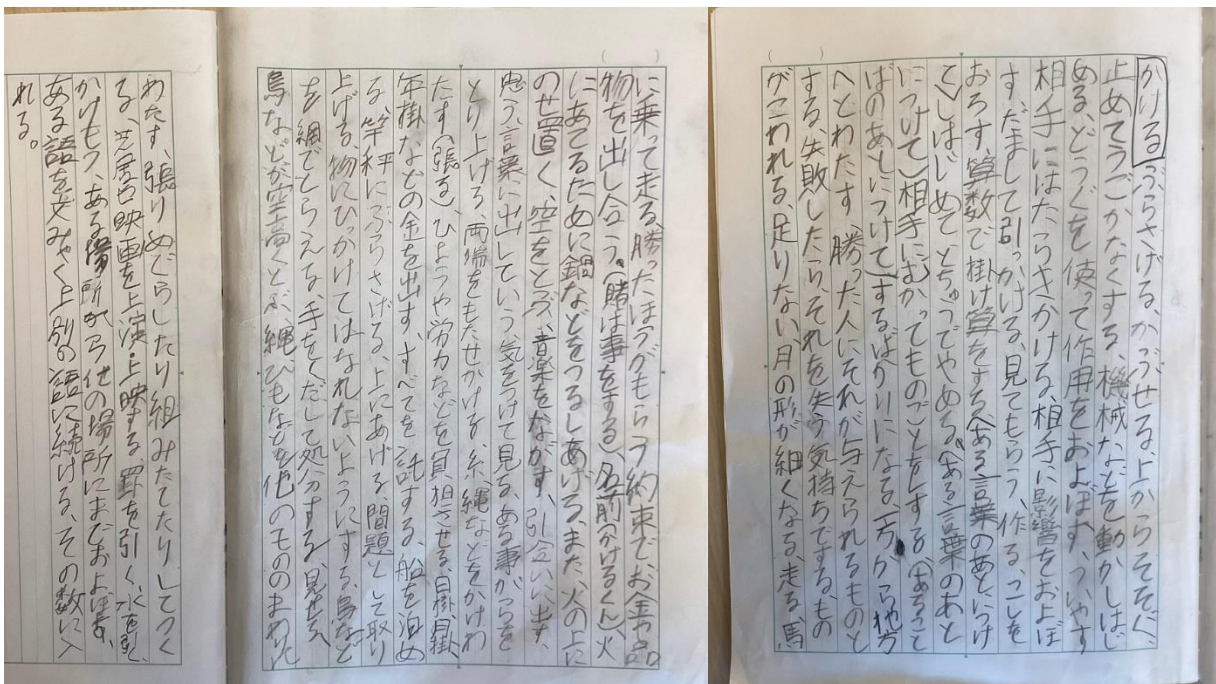 かける ぶらさげる、かぶせる、上からそそぐ、
止めてうごかなくする、機械などを動かしはじ
める、どうぐを使って作用をおよぼす、ついやす
相手にはたらきかける、相手に影響をおよぼ
す、だまして引っかける、見てもらう、作る、こしを
おろす、算数で掛け算をする(ある言葉のあとにつけ
て)しはじめて、とちゅうでやめる。(ある言葉のあと
につけて)相手にむかってものごとをする(あること
ばのあとにつけて)するばかりになる、一方から他方
へとわたす、勝った人にそれが与えられるものと
する、失敗したらそれを失う気持ちでする、もの
がこわれる、足りない、月の形が細くなる、走る、馬
に乗って走る、勝ったほうがもらう約束でお金や品
物を出し合う。(賭け事をする)、名前(かけるくん)、火
にあてるために鍋などをつるしあげる、また、火の上に
のせ置く、空をとぶ、音楽をながす、引合いに出す、
思う、言葉に出していう、気をつけて見る、ある事がらを
とり上げる、両端をもたせかける、糸、縄などをかけわ
たす(張る)、ひようや労力などを負担させる、日掛、掛、
年掛などの金を出す、すべてを託する、船を泊め
る、竿秤にぶらさげる、上にあげる、問題として取り
上げる、物にひっかけてはなれないようにする、鳥など
を網でとらえる、手をくだして処分する、見せる、
鳥などが空高くとぶ、縄ひもなどを他のもののまわりに
わたす、張りめぐらしたり組みたてたりしてつく
る、芝居や映画を上演・上映する、罪を引く、水を引く、
かけもつ、ある場所から他の場所にまでおよぼす、
ある語を文みゃく上別の語に続ける、その数に入
れる。